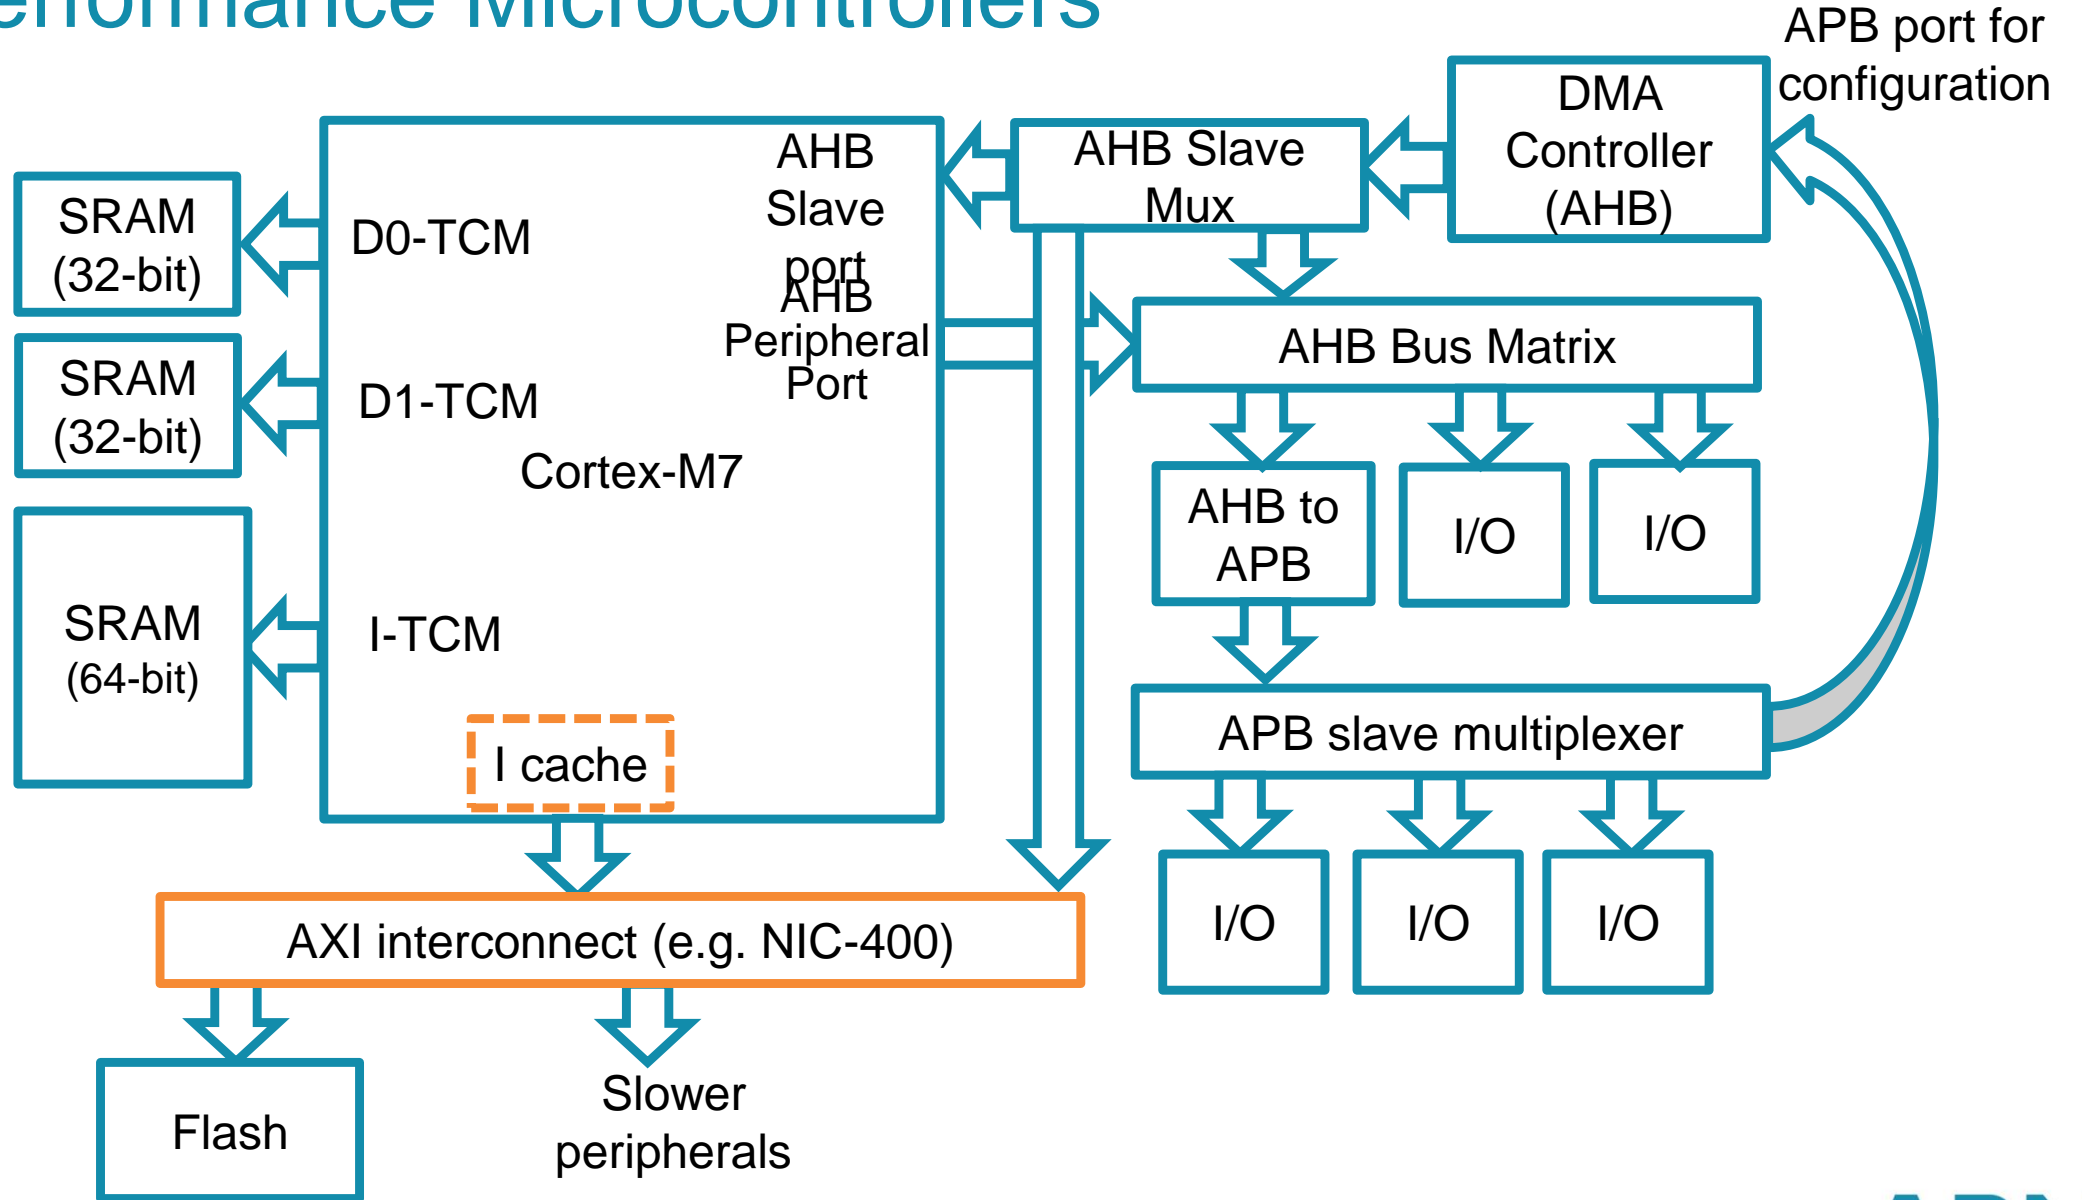 erformance Microcontrollers
APB port for
configuration
DMA
Controller
(AHB)
AHB Slave
Mux
AHB
Slave
port
AHB
Peripheral
Port
SRAM
(32-bit)
D0-TCM
AHB Bus Matrix
SRAM
(32-bit)
D1-TCM
Cortex-M7
AHB to
APB
I/O
I/O
SRAM
(64-bit)
I-TCM
APB slave multiplexer
I cache
I/O
I/O
I/O
AXI interconnect (e.g. NIC-400)
Flash
Slower
peripherals